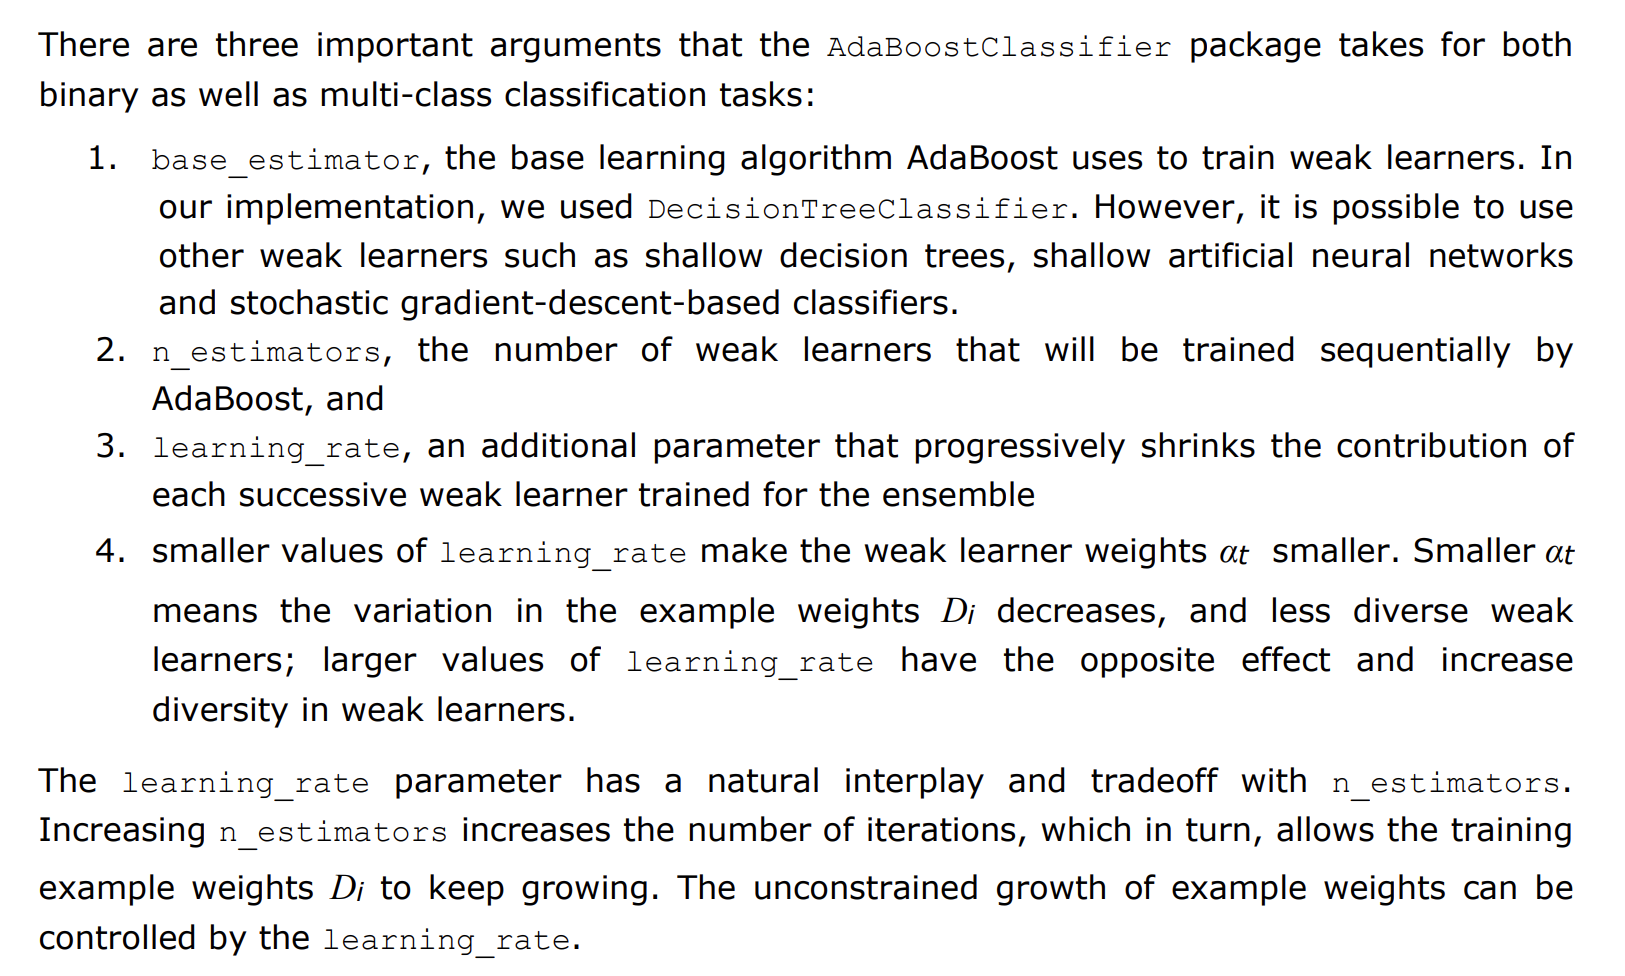 There are three important arguments that the AdaBoostClassifier package takes for both
binary as well as multi-class classification tasks:
1. base_estimator, the base learning algorithm AdaBoost uses to train weak learners. In
our implementation, we used DecisionTreeClassifier. However, it is possible to use
other weak learners such as shallow decision trees, shallow artificial neural networks
and stochastic gradient-descent-based classifiers.
2. n_estimators, the number of weak learners that will be trained sequentially by
AdaBoost, and
3. learning_rate, an additional parameter that progressively shrinks the contribution of
each successive weak learner trained for the ensemble
4. smaller values of learning_rate make the weak learner weights αt smaller. Smaller αt
means the variation in the example weights Di decreases, and less diverse weak
learners; larger values of learning_rate have the opposite effect and increase
diversity in weak learners.
The learning_rate parameter has a natural interplay and tradeoff with n_estimators.
Increasing n_estimators increases the number of iterations, which in turn, allows the training
example weights Di to keep growing. The unconstrained growth of example weights can be
controlled by the learning_rate.